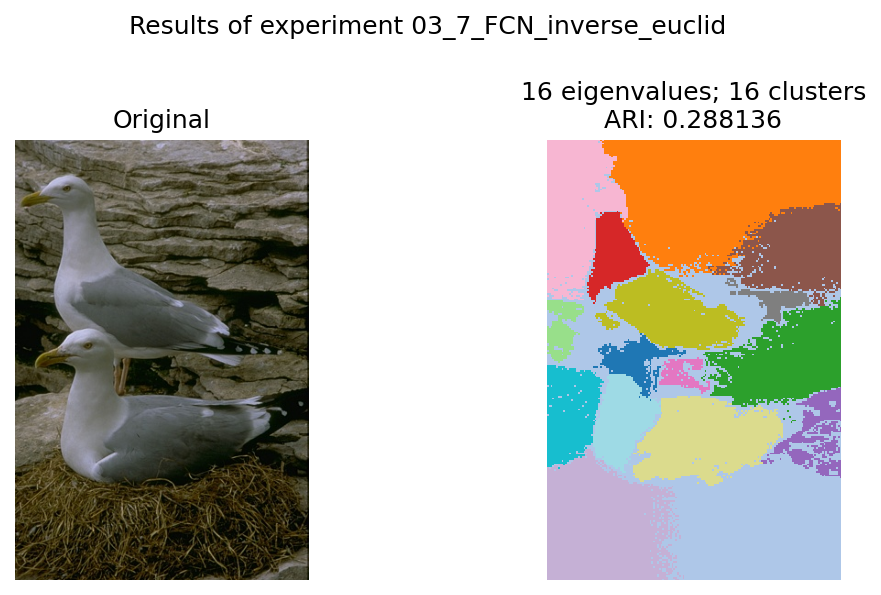 Results of experiment 03_7_FCN_inverse_euclid
Original
16 eigenvalues; 16 clusters
ARI: 0.288136